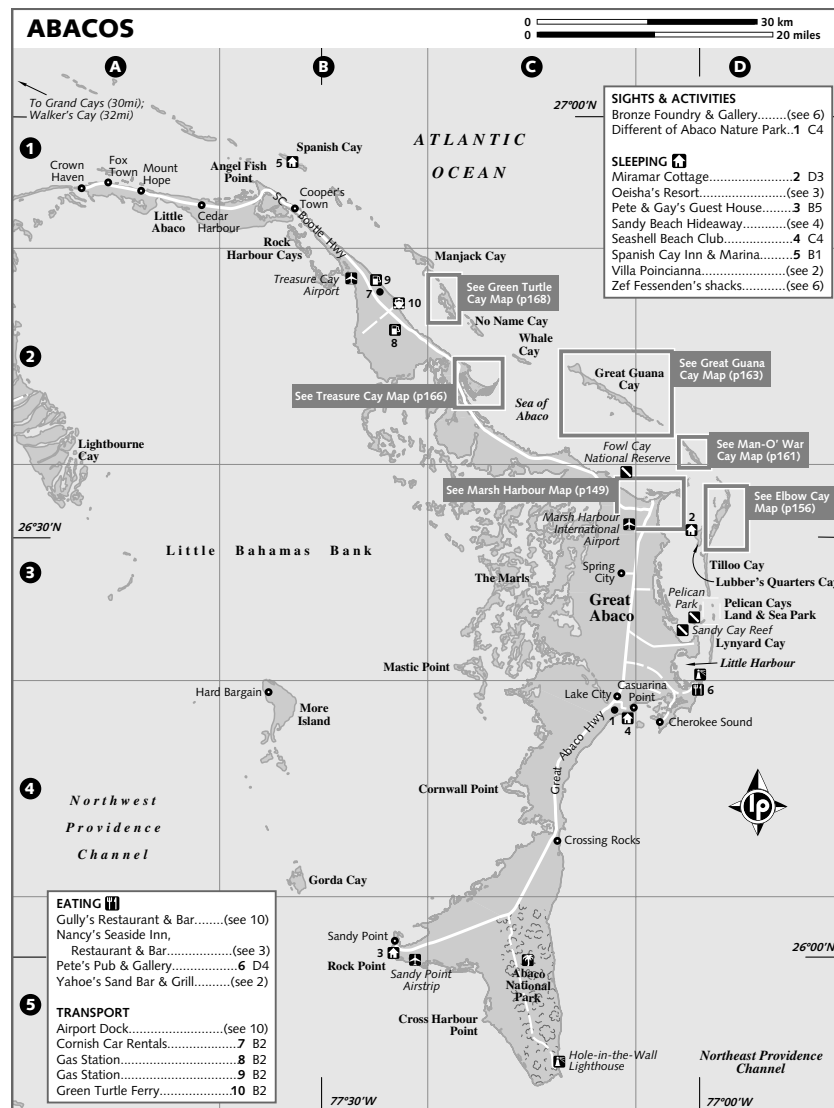 ABACOS
0 30 km
0 20 miles
A
B
C
D
To Grand Cays (30mi);
Walker's Cay (32mi)
27°00'N
SIGHTS & ACTIVITIES
Bronze Foundry & Gallery........(see 6)
Different of Abaco Nature Park..1 C4
SLEEPING
Miramar Cottage...........................2 D3
Oeisha's Resort..........................(see 3)
Pete & Gay's Guest House........3 B5
Sandy Beach Hideaway............(see 4)
Seashell Beach Club...................4 C4
Spanish Cay Inn & Marina........5 B1
Villa Poincianna.........................(see 2)
Zef Fessenden's shacks.............(see 6)
1
ATLANTIC
OCEAN
5
Spanish Cay
Crown
Haven
Fox
Town
Mount
Hope
Angel Fish
Point
Little
Abaco
Cedar
Harbour
Cooper's
Town
SC Bootle Hwy
Rock
Harbour Cays
Manjack Cay
Treasure Cay
Airport
9
7
10
8
See Green Turtle
Cay Map (p168)
No Name Cay
Whale
Cay
2
See Treasure Cay Map (p166)
Great Guana
Cay
See Great Guana
Cay Map (p163)
Sea of
Abaco
Fowl Cay
National Reserve
See Man-O' War
Cay Map (p161)
Lightbourne
Cay
See Marsh Harbour Map (p149)
See Elbow Cay
Map (p156)
26°30'N
Marsh Harbour
International
Airport
2
Little Bahamas Bank
3
The Marls
Spring
City
Great
Abaco
Tilloo Cay
Lubber's Quarters Cay
Pelican
Park
Pelican Cays
Land & Sea Park
Sandy Cay Reef
Lynyard Cay
Little Harbour
Mastic Point
Hard Bargain
More
Island
Lake City
Casuarina
Point
6
1
4
Cherokee Sound
Great Abaco Hwy
4
Northwest
Providence
Channel
Cornwall Point
lp
Crossing Rocks
Gorda Cay
EATING
Gully's Restaurant & Bar........(see 10)
Nancy's Seaside Inn,
Restaurant & Bar..................(see 3)
Pete's Pub & Gallery................6 D4
Yahoe's Sand Bar & Grill.......(see 2)
TRANSPORT
Airport Dock..........................(see 10)
Cornish Car Rentals................7 B2
Gas Station.............................8 B2
Gas Station.............................9 B2
Green Turtle Ferry.................10 B2
Sandy Point
3
Rock Point
Sandy Point
Airstrip
Abaco
National
Park
26°00'N
5
Cross Harbour
Point
Hole-in-the-Wall
Lighthouse
Northeast Providence
Channel
77°30'W
77°00'W